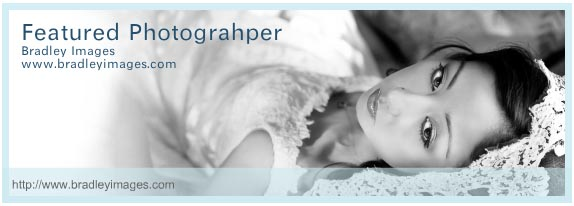 Featured Photograhper
Bradley Images
www.bradleyimages.com
http://www.bradleyimages.com